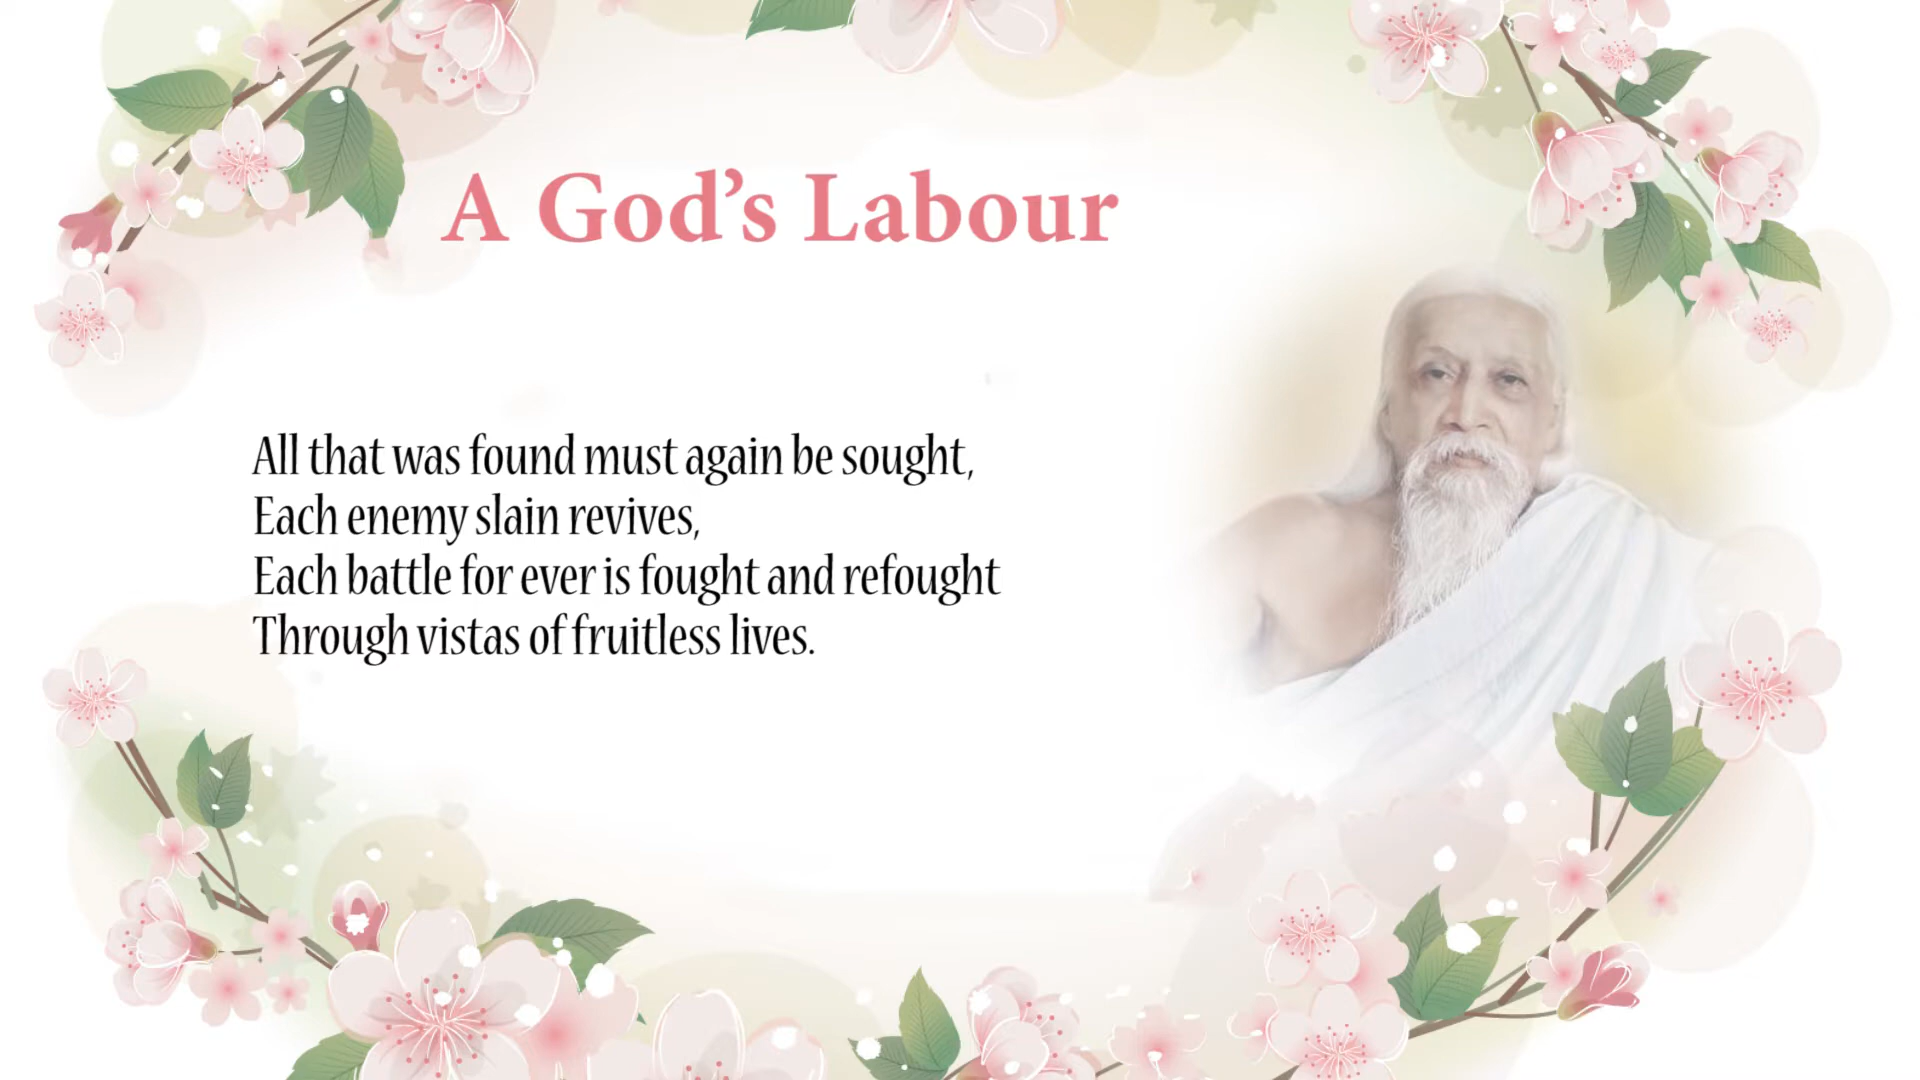 A God’s Labour
All that was found must again be sought,
Each enemy slain revives,
Each battle for ever is fought and refought
Through vistas of fruitless lives.